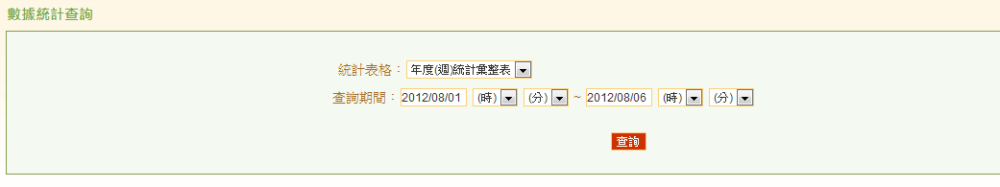 數據統計查詢
統計表格：年度(週)統計彙整表
查詢期間：2012/08/01 (時) (分) ~ 2012/08/06 (時) (分)
查詢